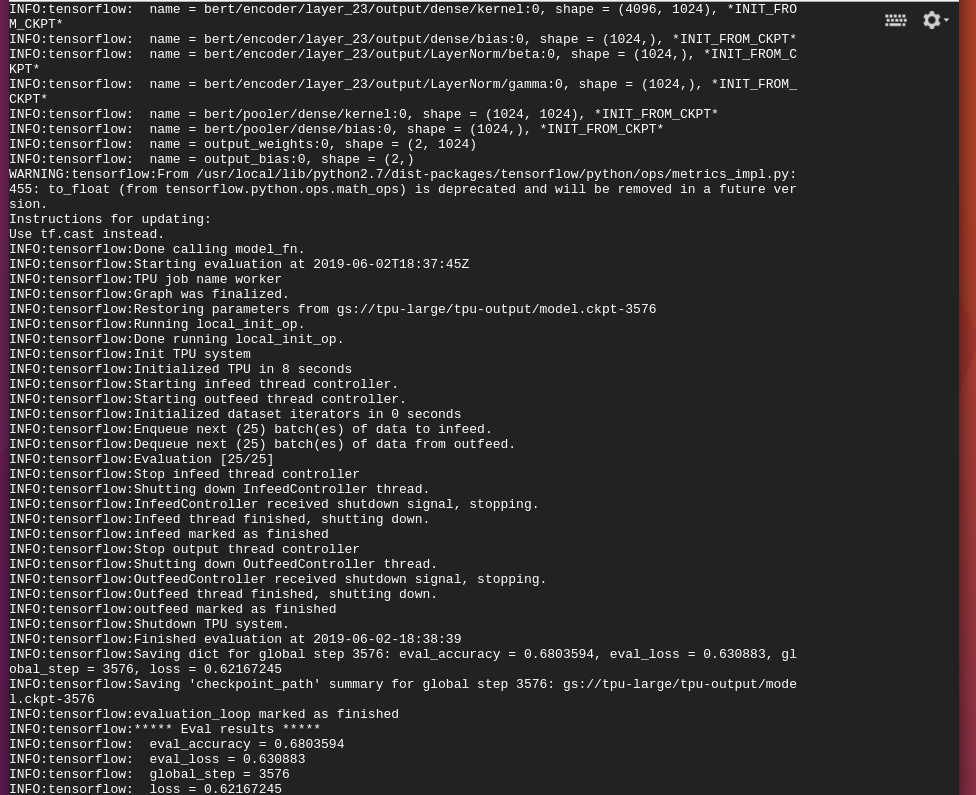 INFO:tensorflow:  name = bert/encoder/layer_23/output/dense/kernel:0, shape = (4096, 1024), *INIT_FRO
M_CKPT*
INFO:tensorflow:  name = bert/encoder/layer_23/output/dense/bias:0, shape = (1024,), *INIT_FROM_CKPT*
INFO:tensorflow:  name = bert/encoder/layer_23/output/LayerNorm/beta:0, shape = (1024,), *INIT_FROM_C
KPT*
INFO:tensorflow:  name = bert/encoder/layer_23/output/LayerNorm/gamma:0, shape = (1024,), *INIT_FROM_
CKPT*
INFO:tensorflow:  name = bert/pooler/dense/kernel:0, shape = (1024, 1024), *INIT_FROM_CKPT*
INFO:tensorflow:  name = bert/pooler/dense/bias:0, shape = (1024,), *INIT_FROM_CKPT*
INFO:tensorflow:  name = output_weights:0, shape = (2, 1024)
INFO:tensorflow:  name = output_bias:0, shape = (2,)
WARNING:tensorflow:From /usr/local/lib/python2.7/dist-packages/tensorflow/python/ops/metrics_impl.py:
455: to_float (from tensorflow.python.ops.math_ops) is deprecated and will be removed in a future ver
sion.
Instructions for updating:
Use tf.cast instead.
INFO:tensorflow:Done calling model_fn.
INFO:tensorflow:Starting evaluation at 2019-06-02T18:37:45Z
INFO:tensorflow:TPU job name worker
INFO:tensorflow:Graph was finalized.
INFO:tensorflow:Restoring parameters from gs://tpu-large/tpu-output/model.ckpt-3576
INFO:tensorflow:Running local_init_op.
INFO:tensorflow:Done running local_init_op.
INFO:tensorflow:Init TPU system
INFO:tensorflow:Initialized TPU in 8 seconds
INFO:tensorflow:Starting infeed thread controller.
INFO:tensorflow:Starting outfeed thread controller.
INFO:tensorflow:Initialized dataset iterators in 0 seconds
INFO:tensorflow:Enqueue next (25) batch(es) of data to infeed.
INFO:tensorflow:Dequeue next (25) batch(es) of data from outfeed.
INFO:tensorflow:Evaluation [25/25]
INFO:tensorflow:Stop infeed thread controller
INFO:tensorflow:Shutting down InfeedController thread.
INFO:tensorflow:InfeedController received shutdown signal, stopping.
INFO:tensorflow:Infeed thread finished, shutting down.
INFO:tensorflow:infeed marked as finished
INFO:tensorflow:Stop output thread controller
INFO:tensorflow:Shutting down OutfeedController thread.
INFO:tensorflow:OutfeedController received shutdown signal, stopping.
INFO:tensorflow:Outfeed thread finished, shutting down.
INFO:tensorflow:outfeed marked as finished
INFO:tensorflow:Shutdown TPU system.
INFO:tensorflow:Finished evaluation at 2019-06-02-18:38:39
INFO:tensorflow:Saving dict for global step 3576: eval_accuracy = 0.6803594, eval_loss = 0.630883, gl
obal_step = 3576, loss = 0.62167245
INFO:tensorflow:Saving 'checkpoint_path' summary for global step 3576: gs://tpu-large/tpu-output/mode
l.ckpt-3576
INFO:tensorflow:evaluation_loop marked as finished
INFO:tensorflow:***** Eval results *****
INFO:tensorflow:  eval_accuracy = 0.6803594
INFO:tensorflow:  eval_loss = 0.630883
INFO:tensorflow:  global_step = 3576
INFO:tensorflow:  loss = 0.62167245